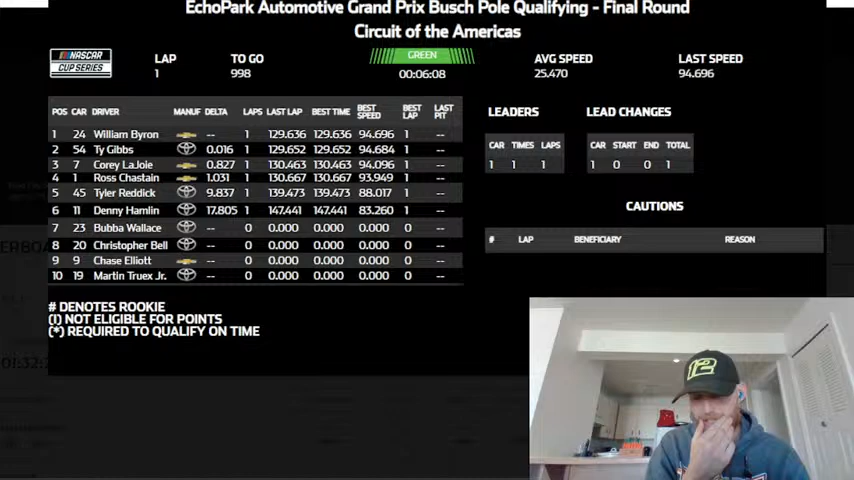 EchoPark Automotive Grand Prix Busch Pole Qualifying - Final Round
Circuit of the Americas
NASCAR
CUP SERIES
LAP TO GO GREEN AVG SPEED LAST SPEED
1 998 00:06:08 25.470 94.696
POS CAR DRIVER MANUF DELTA LAPS LAST LAP BEST TIME BEST SPEED BEST LAP LAST PIT
1 24 William Byron -- 1 129.636 129.636 94.696 1 --
2 54 Ty Gibbs 0.016 1 129.652 129.652 94.684 1 --
3 7 Corey LaJoie 0.827 1 130.463 130.463 94.096 1 --
4 1 Ross Chastain 1.031 1 130.667 130.667 93.949 1 --
5 45 Tyler Reddick 9.837 1 139.473 139.473 88.017 1 --
6 11 Denny Hamlin 17.805 1 147.441 147.441 83.260 1 --
7 23 Bubba Wallace -- 0 0.000 0.000 0.000 0 --
8 20 Christopher Bell -- 0 0.000 0.000 0.000 0 --
9 9 Chase Elliott -- 0 0.000 0.000 0.000 0 --
10 19 Martin Truex Jr. -- 0 0.000 0.000 0.000 0 --
# DENOTES ROOKIE
(i) NOT ELIGIBLE FOR POINTS
(*) REQUIRED TO QUALIFY ON TIME
LEADERS
CAR TIMES LAPS
1 1 1
LEAD CHANGES
CAR START END TOTAL
1 0 0 1
CAUTIONS
# LAP BENEFICIARY REASON
12